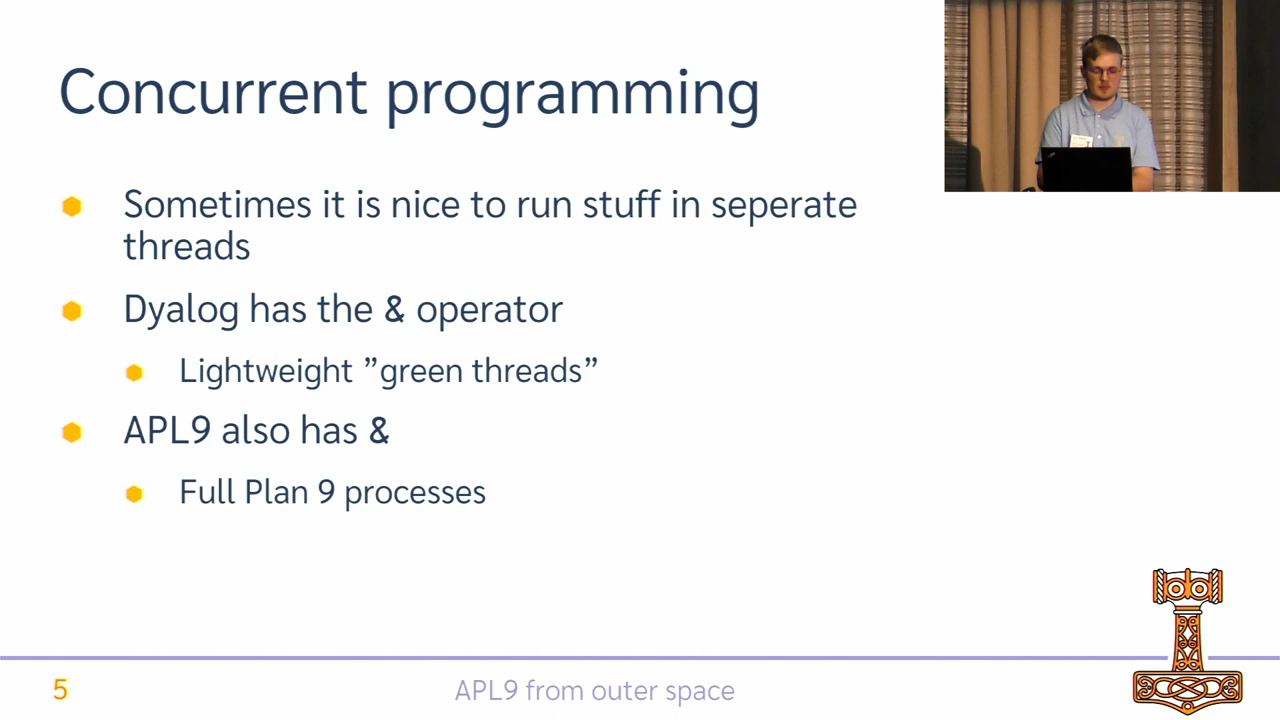 Concurrent programming
Sometimes it is nice to run stuff in seperate
threads
Dyalog has the & operator
Lightweight ”green threads”
APL9 also has &
Full Plan 9 processes
5
APL9 from outer space